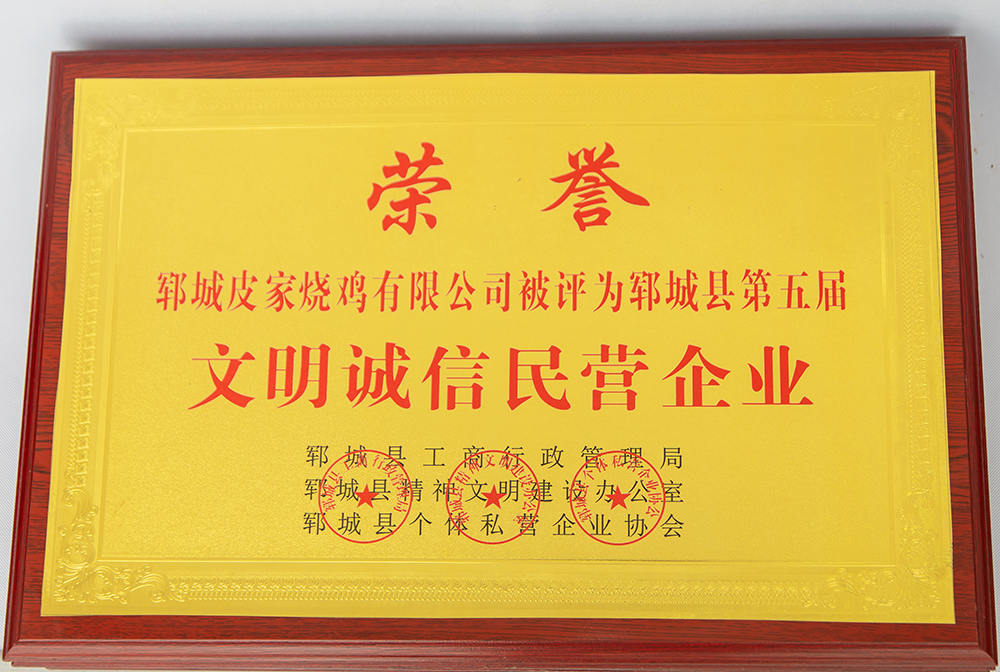 荣誉
郓城皮家烧鸡有限公司被评为郓城县第五届
文明诚信民营企业
郓城县工商行政管理局
郓城县精神文明建设办公室
郓城县个体私营企业协会